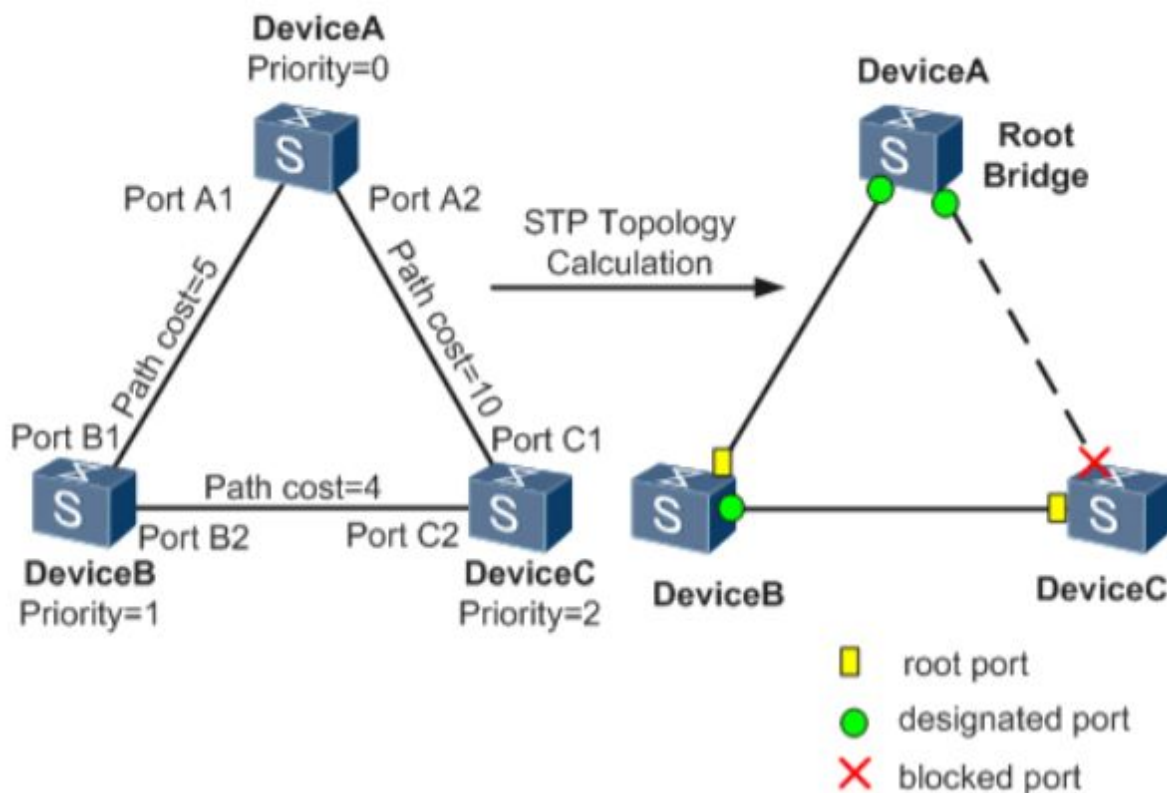 DeviceA
Priority=0
Port A1
Port A2
Path cost=5
Path cost=10
Port B1
Port C1
Path cost=4
Port B2
Port C2
DeviceB
Priority=1
DeviceC
Priority=2
S
S
S
STP Topology
Calculation
DeviceA
Root
Bridge
S
S
S
DeviceB
DeviceC
root port
designated port
blocked port